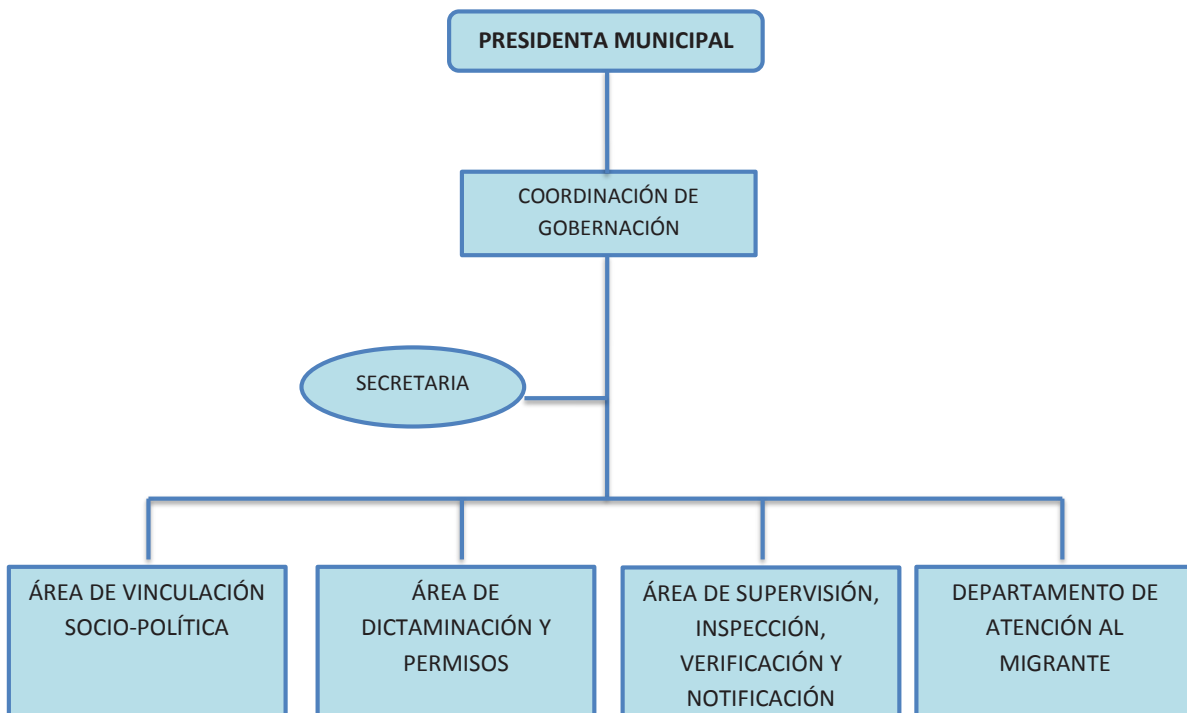 PRESIDENTA MUNICIPAL
COORDINACIÓN DE
GOBERNACIÓN
SECRETARIA
ÁREA DE VINCULACIÓN
SOCIO-POLÍTICA
ÁREA DE
DICTAMINACIÓN Y
PERMISOS
ÁREA DE SUPERVISIÓN,
INSPECCIÓN,
VERIFICACIÓN Y
NOTIFICACIÓN
DEPARTAMENTO DE
ATENCIÓN AL
MIGRANTE